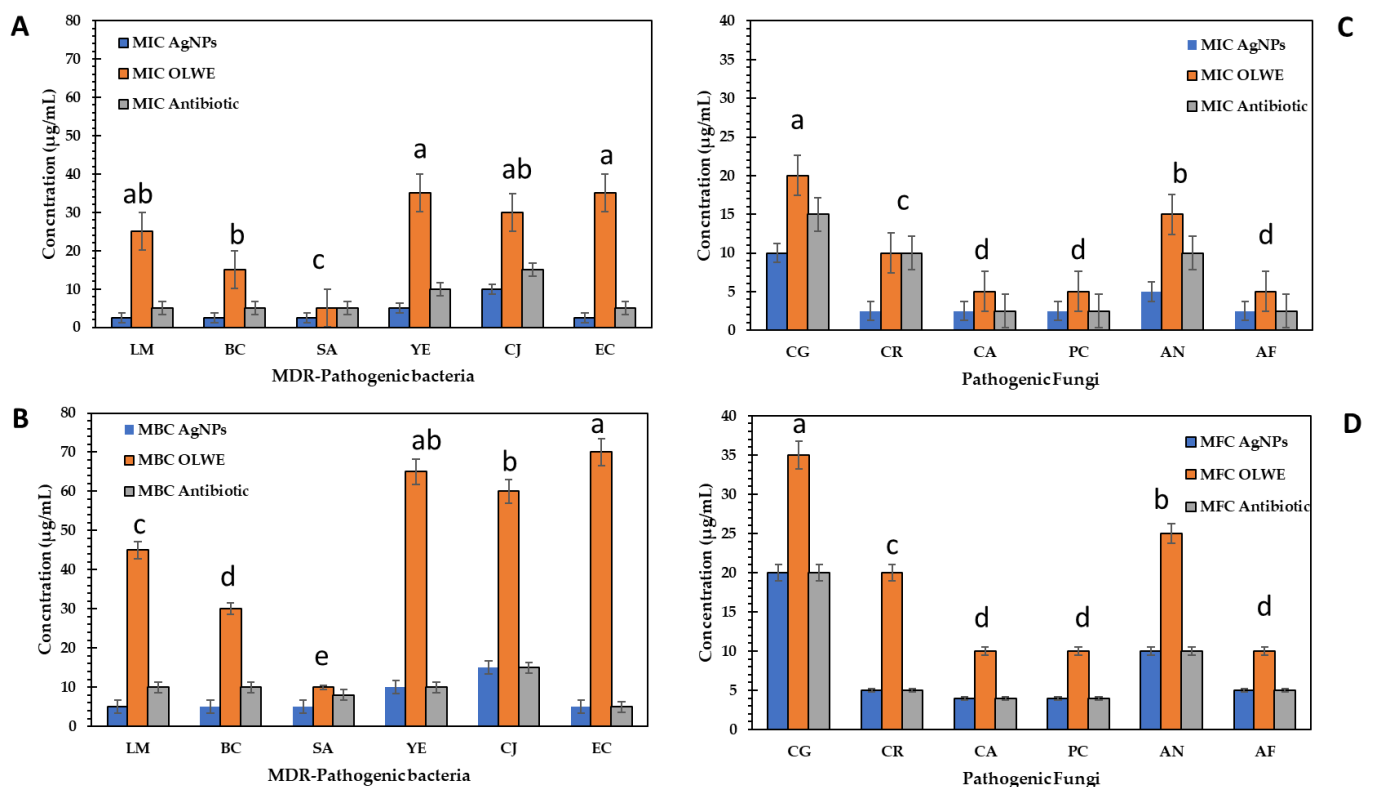 A
80
70
60
50
40
30
20
10
0
Concentration (µg/mL)
MIC AgNPs
MIC OLWE
MIC Antibiotic
ab
b
c
a
ab
a
LM BC SA YE CJ EC
MDR-Pathogenic bacteria
C
40
35
30
25
20
15
10
5
0
Concentration (µg/mL)
MIC AgNPs
MIC OLWE
MIC Antibiotic
a
c
d
d
b
d
CG CR CA PC AN AF
Pathogenic Fungi
B
80
70
60
50
40
30
20
10
0
Concentration (µg/mL)
MBC AgNPs
MBC OLWE
MBC Antibiotic
c
d
e
ab
b
a
LM BC SA YE CJ EC
MDR-Pathogenic bacteria
D
40
35
30
25
20
15
10
5
0
Concentration (µg/mL)
MFC AgNPs
MFC OLWE
MFC Antibiotic
a
c
d
d
b
d
CG CR CA PC AN AF
Pathogenic Fungi